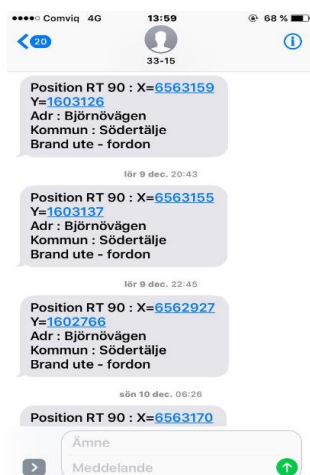 Comviq 4G 13:59 68 %
20
33-15
Position RT 90 : X=6563159
Y=1603126
Adr : Björnövägen
Kommun : Södertälje
Brand ute - fordon
lör 9 dec. 20:43
Position RT 90 : X=6563155
Y=1603137
Adr : Björnövägen
Kommun : Södertälje
Brand ute - fordon
lör 9 dec. 22:45
Position RT 90 : X=6562927
Y=1602766
Adr : Björnövägen
Kommun : Södertälje
Brand ute - fordon
sön 10 dec. 06:26
Position RT 90 : X=6563170
Ämne
Meddelande